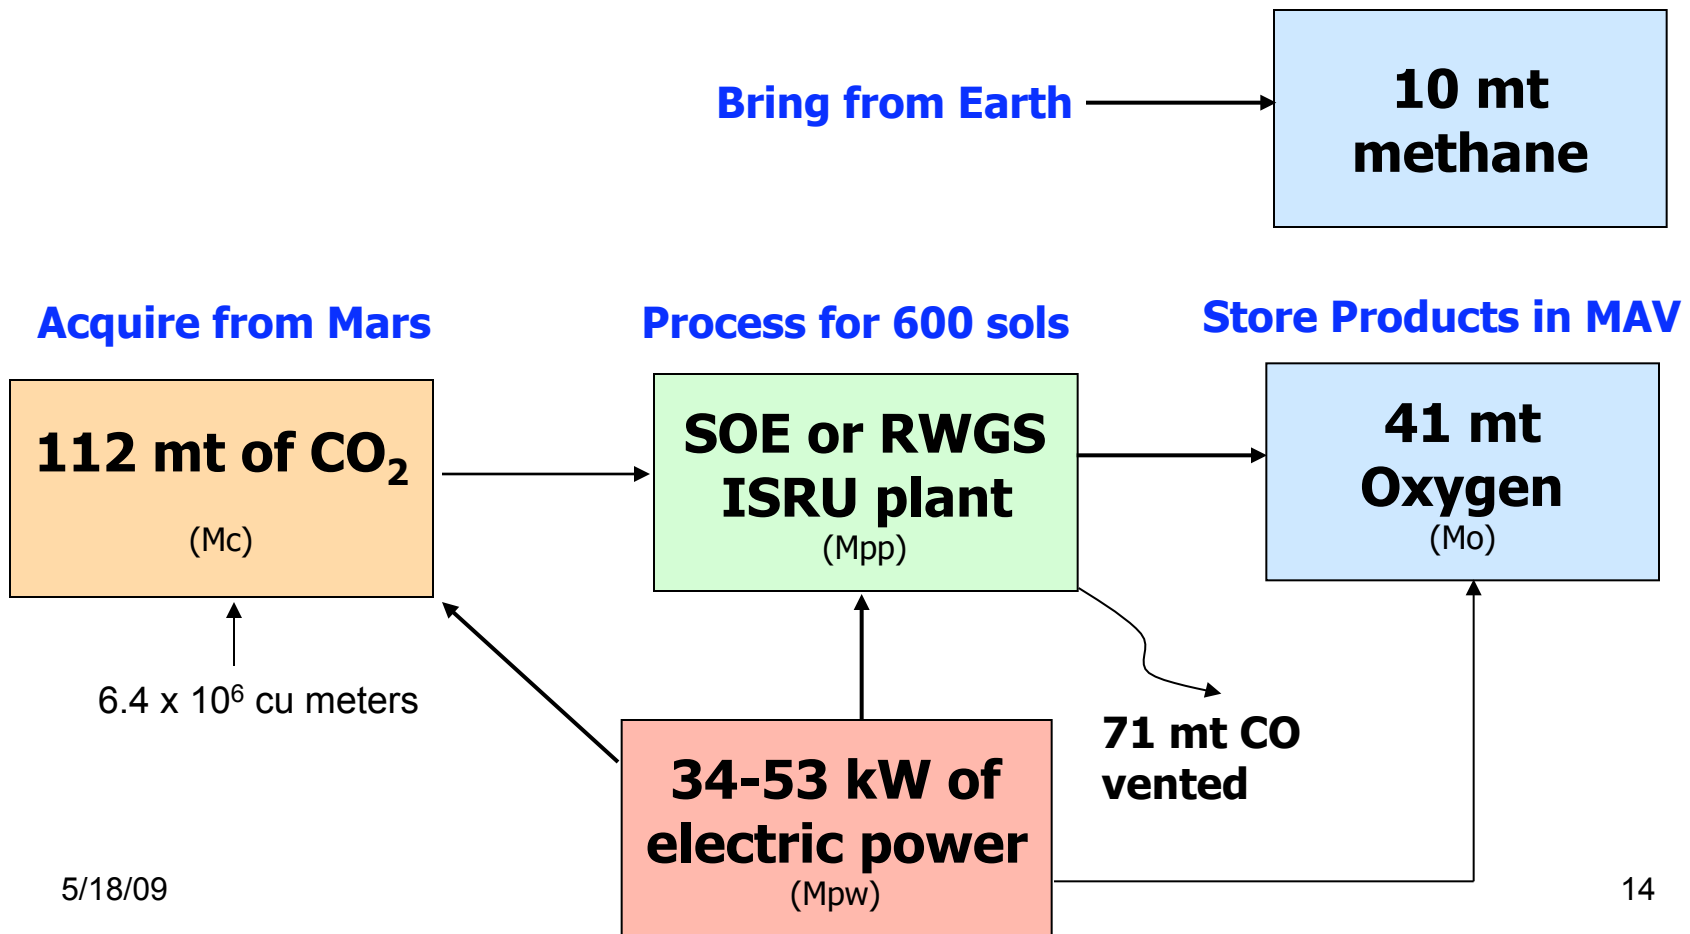 Bring from Earth
10 mt
methane
Acquire from Mars
Process for 600 sols
Store Products in MAV
112 mt of CO₂
(Mc)
SOE or RWGS
ISRU plant
(Mpp)
41 mt
Oxygen
(Mo)
6.4 x 10⁶ cu meters
71 mt CO
vented
34-53 kW of
electric power
(Mpw)
5/18/09
14